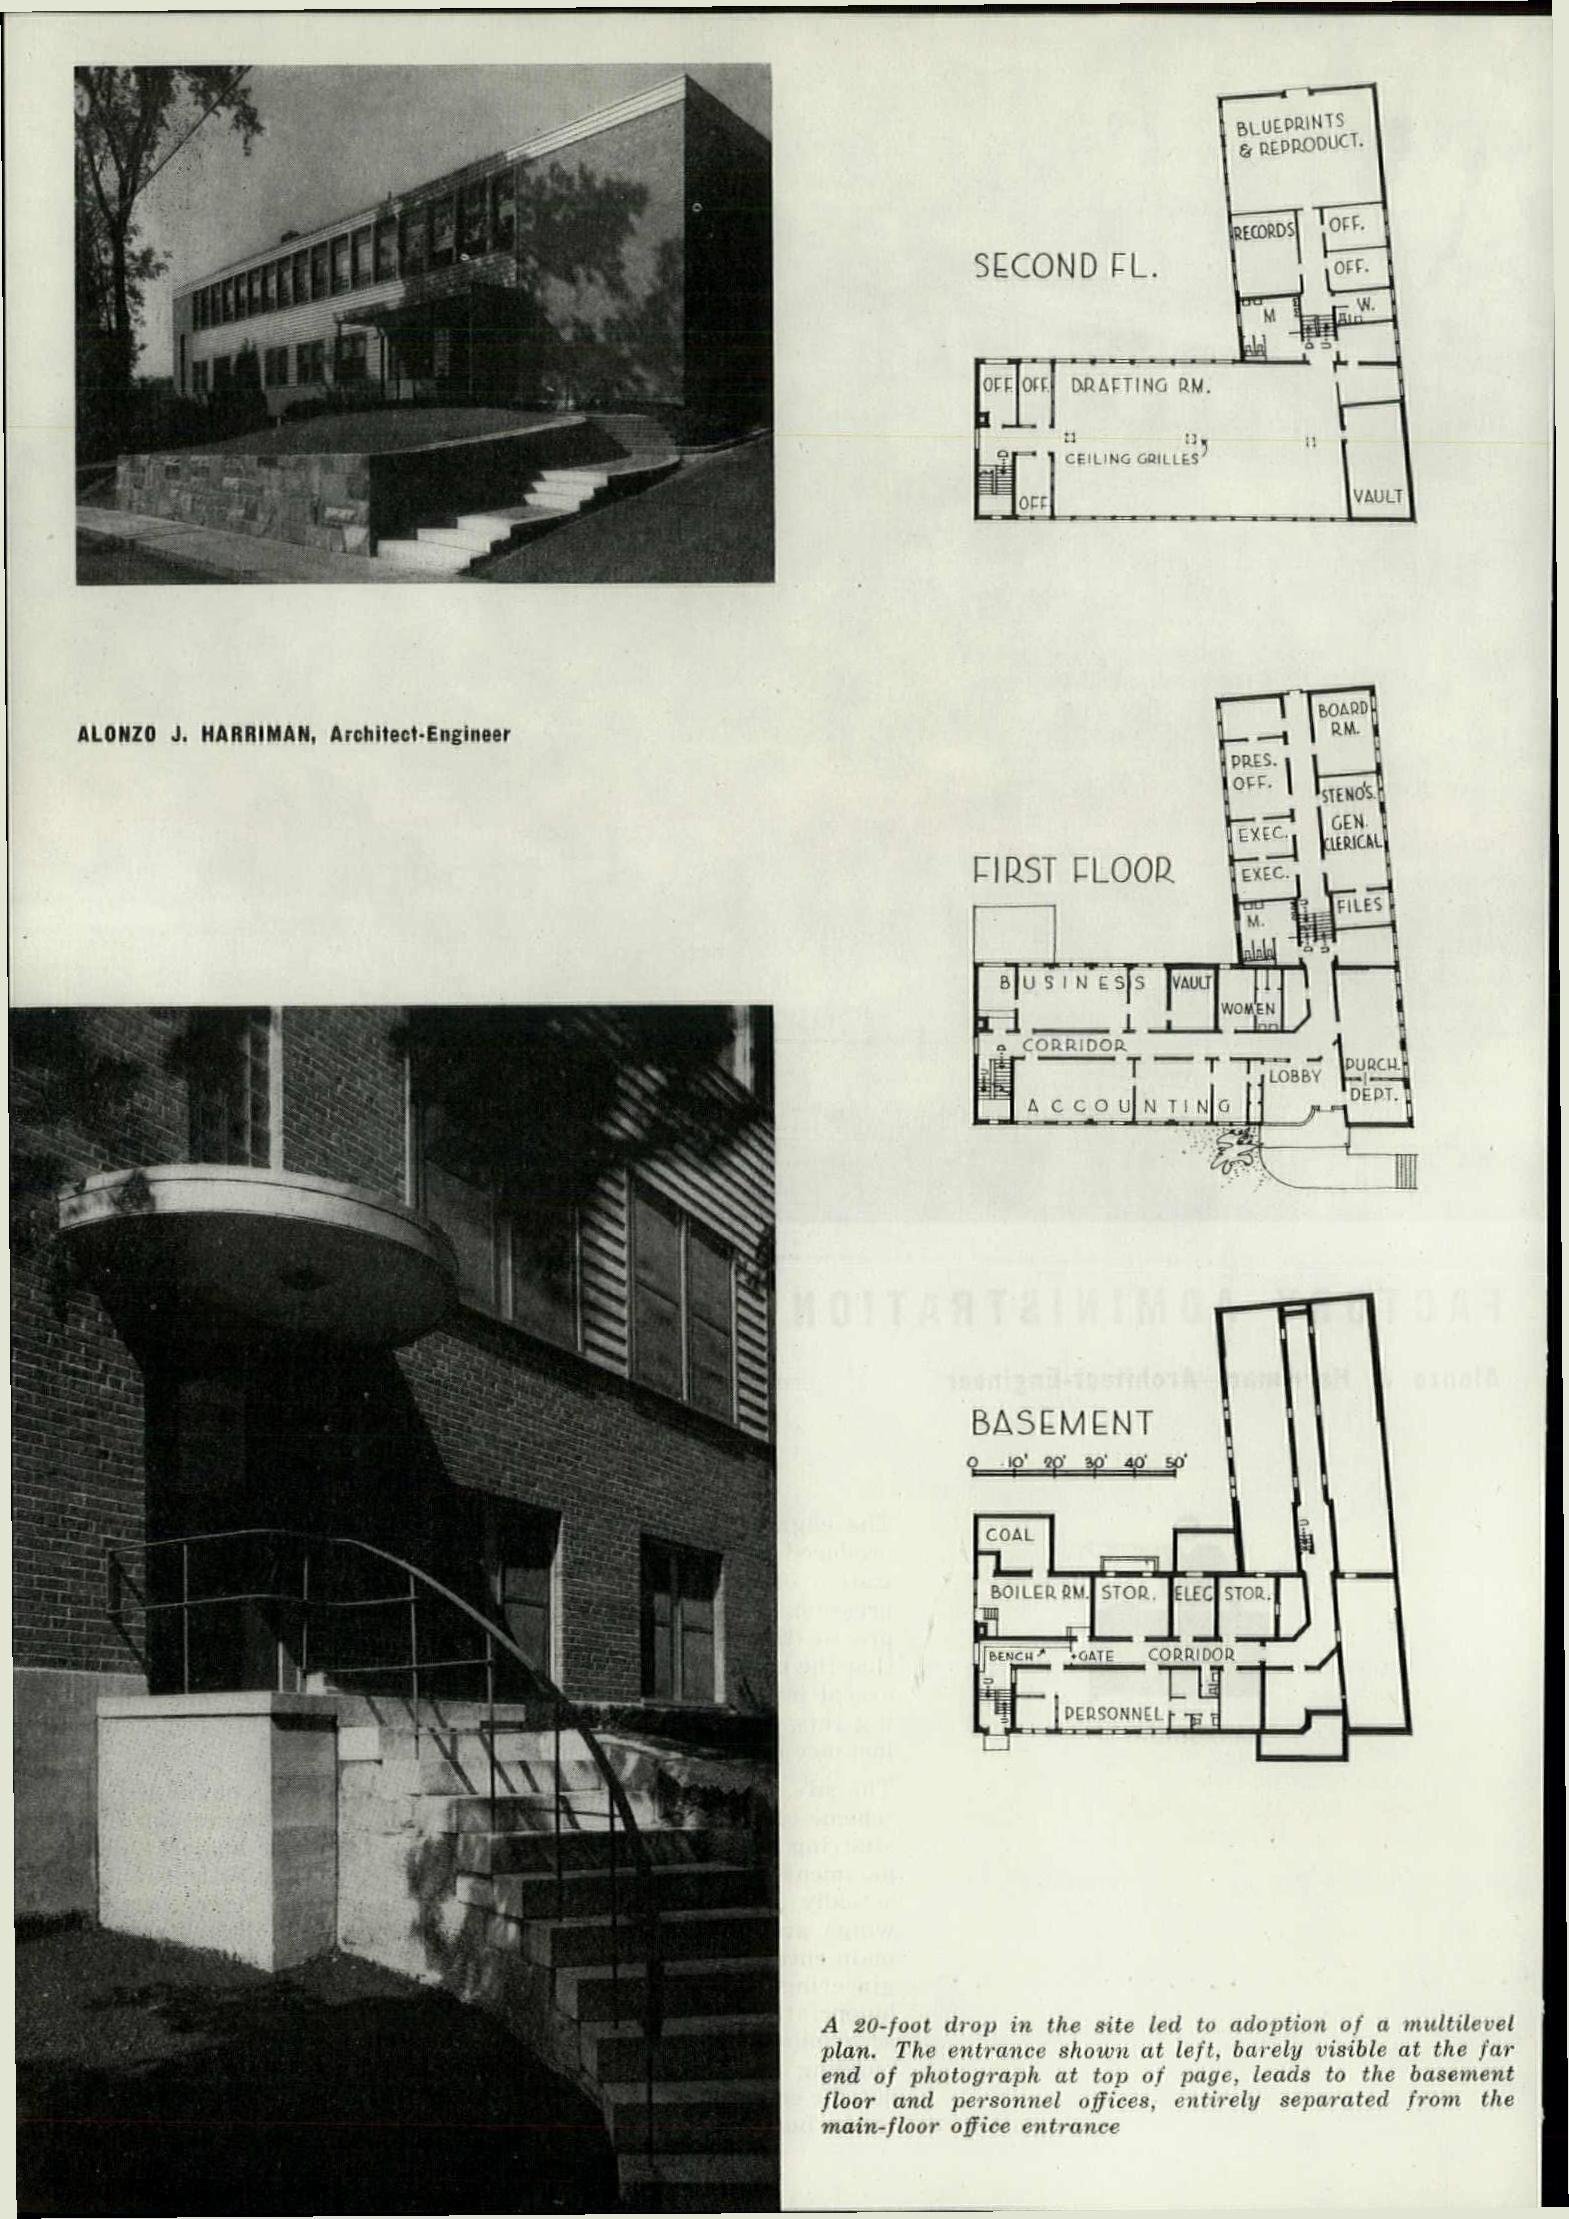 BLUEPRINTS
& REPRODUCT.
RECORDS
OFF.
OFF.
SECOND FL.
M
W.
OFF. OFF. DRAFTING RM.
CEILING GRILLES
OFF.
VAULT
ALONZO J. HARRIMAN, Architect-Engineer
BOARD
RM.
PRES.
OFF.
STENO'S.
GEN.
CLERICAL
EXEC.
EXEC.
FIRST FLOOR
FILES
M.
BUSINESS VAULT
WOMEN
CORRIDOR
LOBBY
PURCH.
DEPT.
ACCOUNTING
BASEMENT
0 10' 20' 30' 40' 50'
COAL
BOILER RM. STOR. ELEC STOR.
BENCH GATE CORRIDOR
PERSONNEL
A 20-foot drop in the site led to adoption of a multilevel
plan. The entrance shown at left, barely visible at the far
end of photograph at top of page, leads to the basement
floor and personnel offices, entirely separated from the
main-floor office entrance